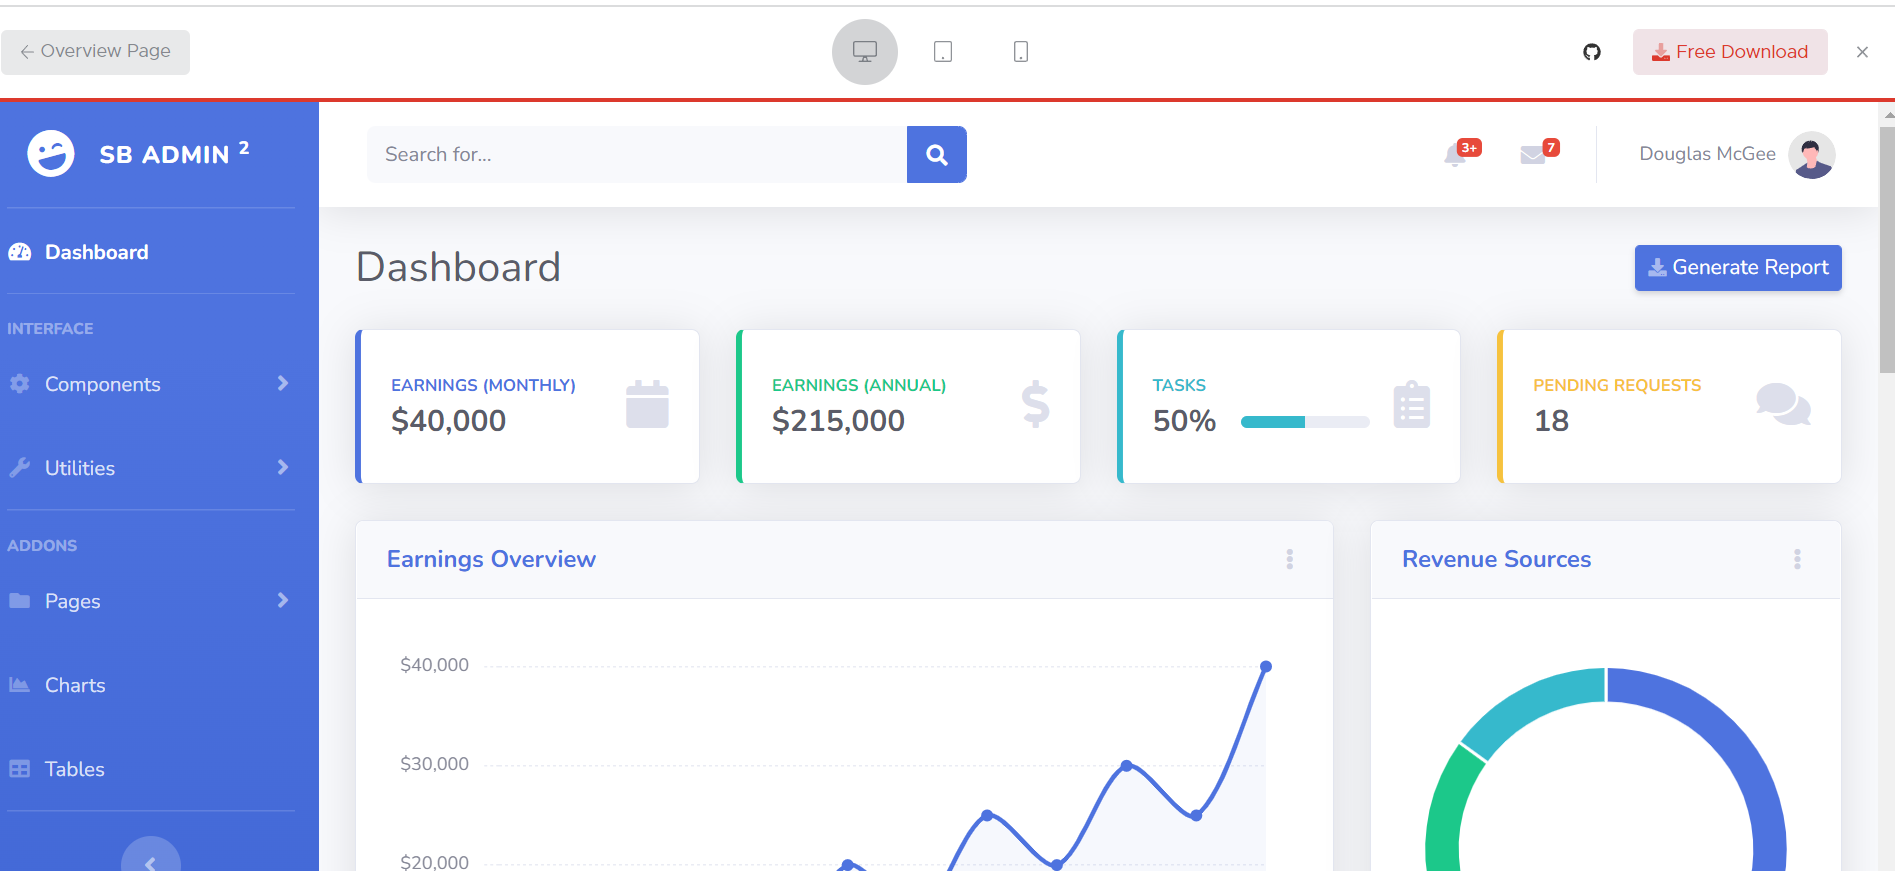 Overview Page
Free Download
SB ADMIN 2
Search for...
3+
7
Douglas McGee
Dashboard
INTERFACE
Components
Utilities
ADDONS
Pages
Charts
Tables
Dashboard
Generate Report
EARNINGS (MONTHLY)
$40,000
EARNINGS (ANNUAL)
$215,000
TASKS
50%
PENDING REQUESTS
18
Earnings Overview
$40,000
$30,000
$20,000
Revenue Sources